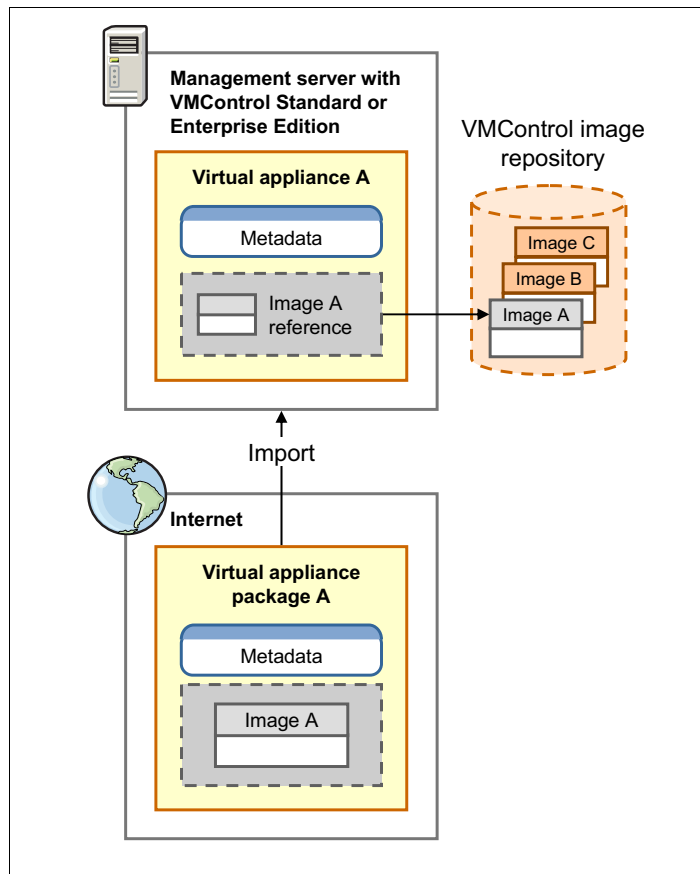 Management server with
VMControl Standard or
Enterprise Edition
Virtual appliance A
Metadata
Image A
reference
VMControl image
repository
Image C
Image B
Image A
Import
Internet
Virtual appliance
package A
Metadata
Image A